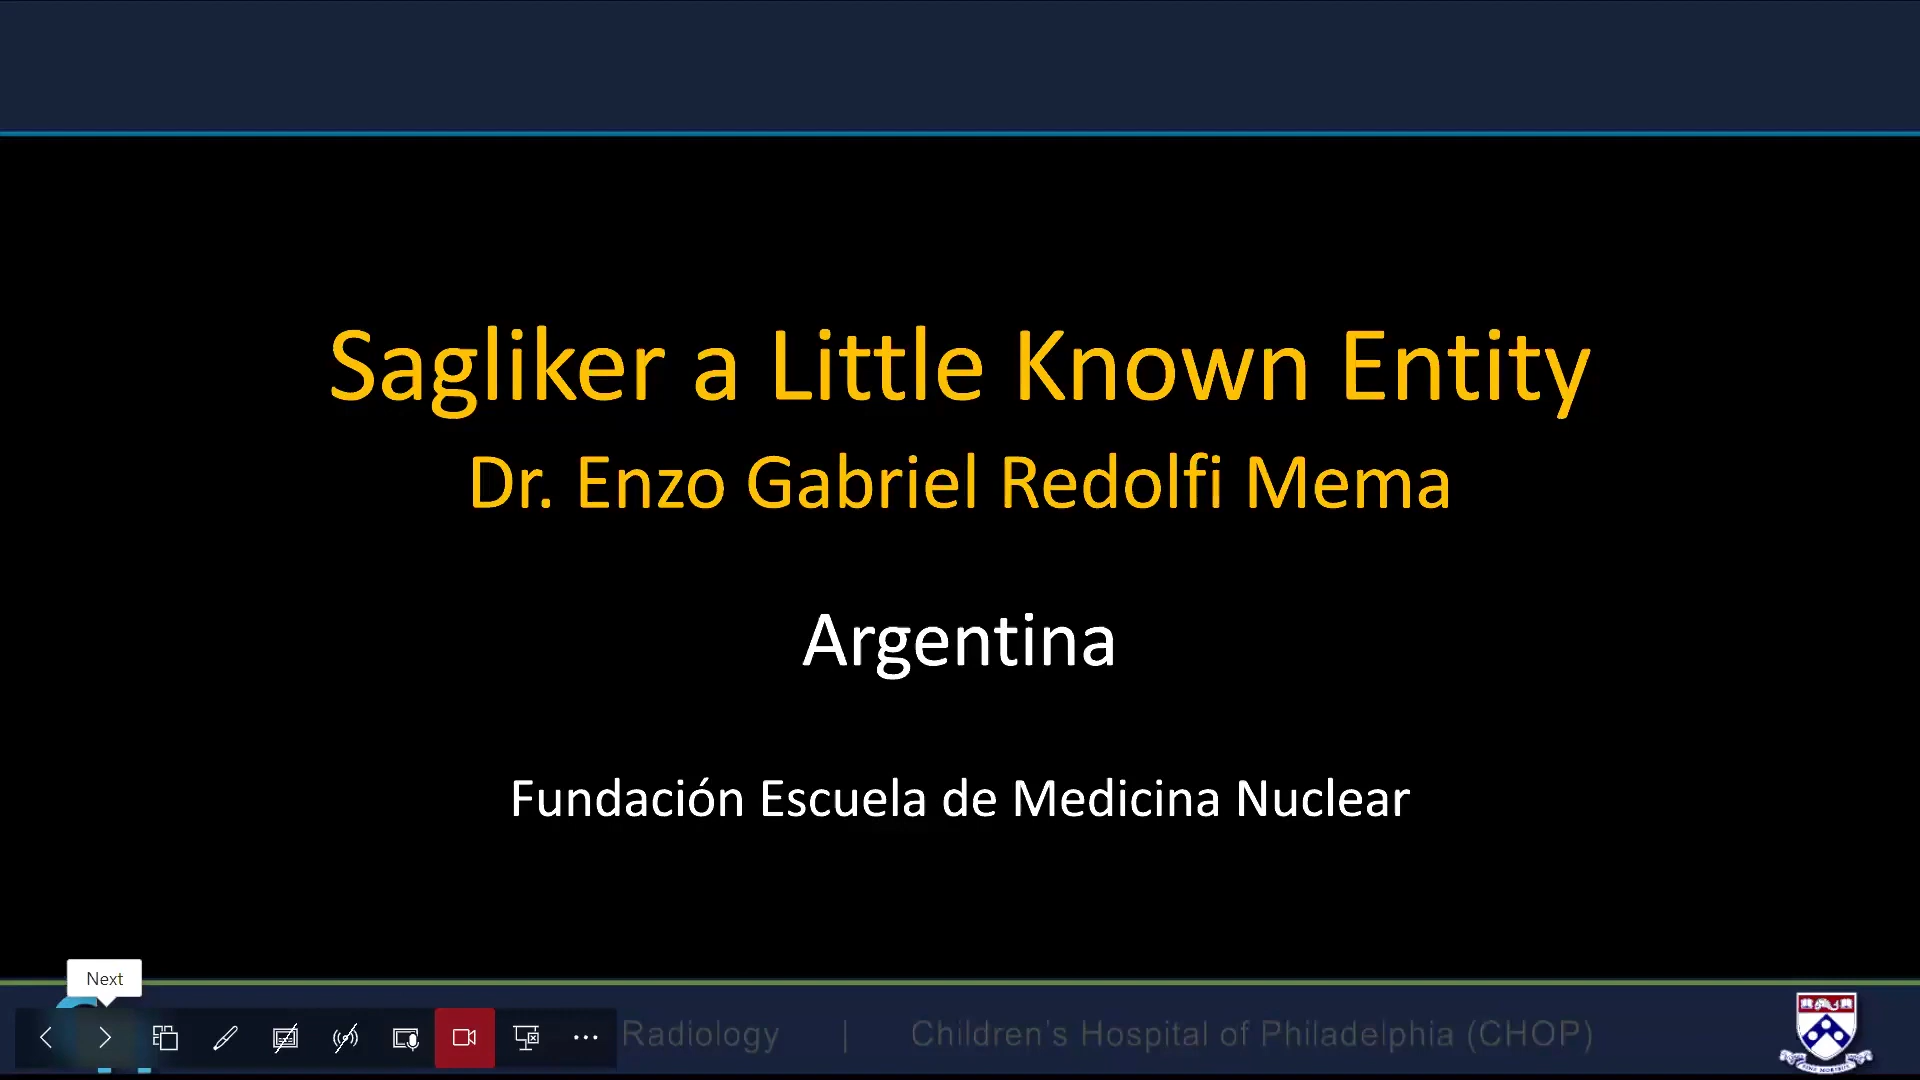 Sagliker a Little Known Entity
Dr. Enzo Gabriel Redolfi Mema
Argentina
Fundación Escuela de Medicina Nuclear
Next
Radiology | Children's Hospital of Philadelphia (CHOP)